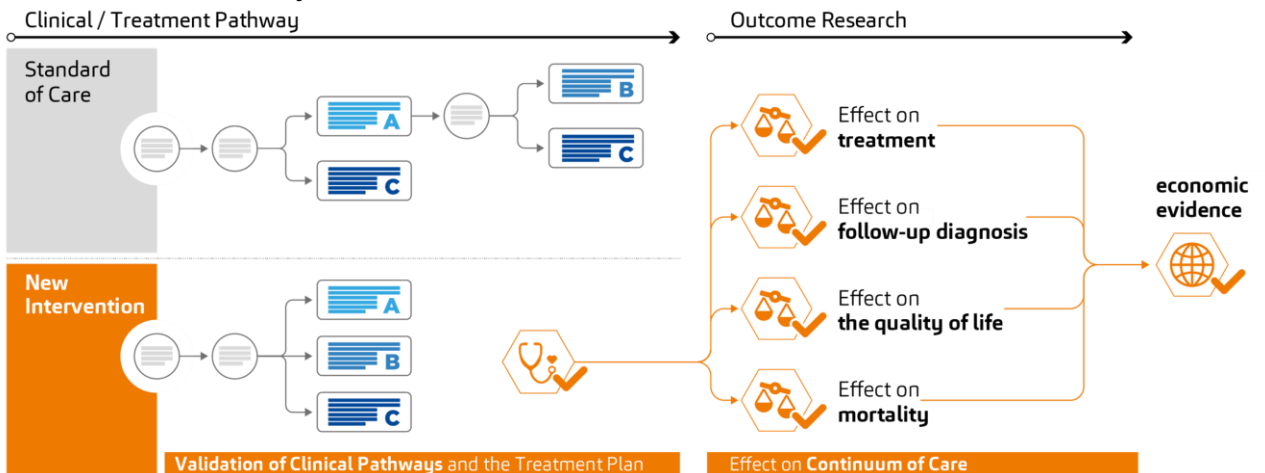 Clinical / Treatment Pathway
Outcome Research
Standard
of Care
A
C
B
C
New
Intervention
A
B
C
Effect on
treatment
Effect on
follow-up diagnosis
Effect on
the quality of life
Effect on
mortality
economic
evidence
Validation of Clinical Pathways and the Treatment Plan
Effect on Continuum of Care